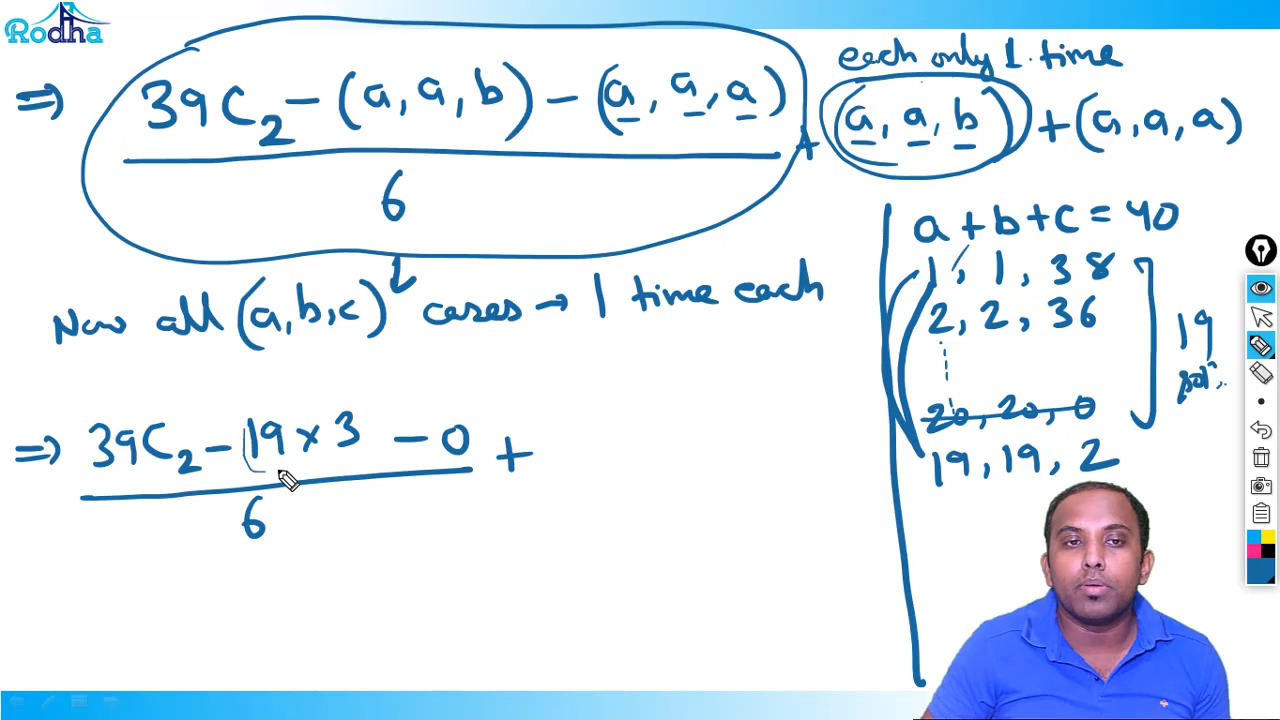 Rodha
each only 1 time
⇒ 39C₂ − (a, a, b) − (a, a, a) + (a, a, b) + (a, a, a)
6
a + b + c = 40
1, 1, 38
Now all (a, b, c) cases → 1 time each
2, 2, 36
19
soln.
20, 20, 0
⇒ 39C₂ − 19 × 3 − 0 +
19, 19, 2
6